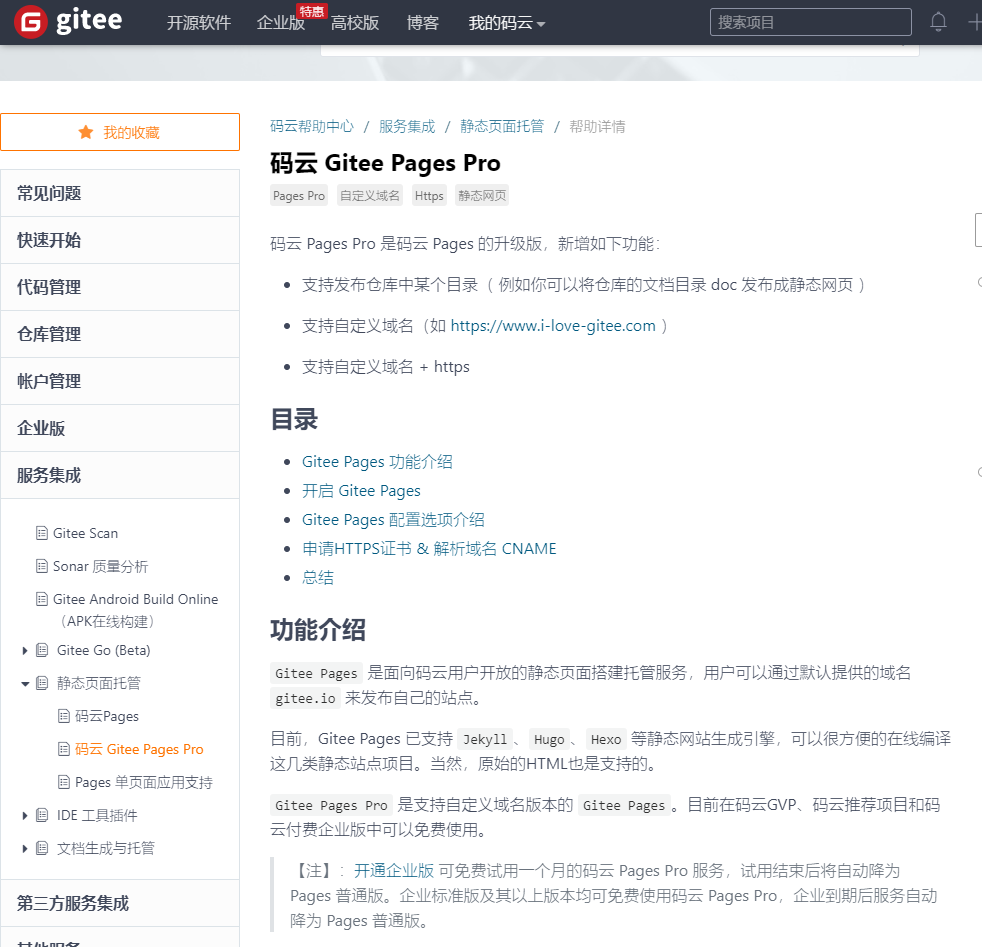 gitee 开源软件 企业版 特惠 高校版 博客 我的码云 搜索项目
我的收藏
常见问题
快速开始
代码管理
仓库管理
帐户管理
企业版
服务集成
Gitee Scan
Sonar 质量分析
Gitee Android Build Online
（APK在线构建）
Gitee Go (Beta)
静态页面托管
码云Pages
码云 Gitee Pages Pro
Pages 单页面应用支持
IDE 工具插件
文档生成与托管
第三方服务集成
其他服务
码云帮助中心 / 服务集成 / 静态页面托管 / 帮助详情
码云 Gitee Pages Pro
Pages Pro 自定义域名 Https 静态网页
码云 Pages Pro 是码云 Pages 的升级版，新增如下功能：
支持发布仓库中某个目录（ 例如你可以将仓库的文档目录 doc 发布成静态网页 ）
支持自定义域名（如 https://www.i-love-gitee.com ）
支持自定义域名 + https
目录
Gitee Pages 功能介绍
开启 Gitee Pages
Gitee Pages 配置选项介绍
申请HTTPS证书 & 解析域名 CNAME
总结
功能介绍
Gitee Pages 是面向码云用户开放的静态页面搭建托管服务，用户可以通过默认提供的域名
gitee.io 来发布自己的站点。
目前，Gitee Pages 已支持 Jekyll 、 Hugo 、 Hexo 等静态网站生成引擎，可以很方便的在线编译
这几类静态站点项目。当然，原始的HTML也是支持的。
Gitee Pages Pro 是支持自定义域名版本的 Gitee Pages 。目前在码云GVP、码云推荐项目和码
云付费企业版中可以免费使用。
【注】： 开通企业版 可免费试用一个月的码云 Pages Pro 服务，试用结束后将自动降为
Pages 普通版。企业标准版及其以上版本均可免费使用码云 Pages Pro，企业到期后服务自动
降为 Pages 普通版。